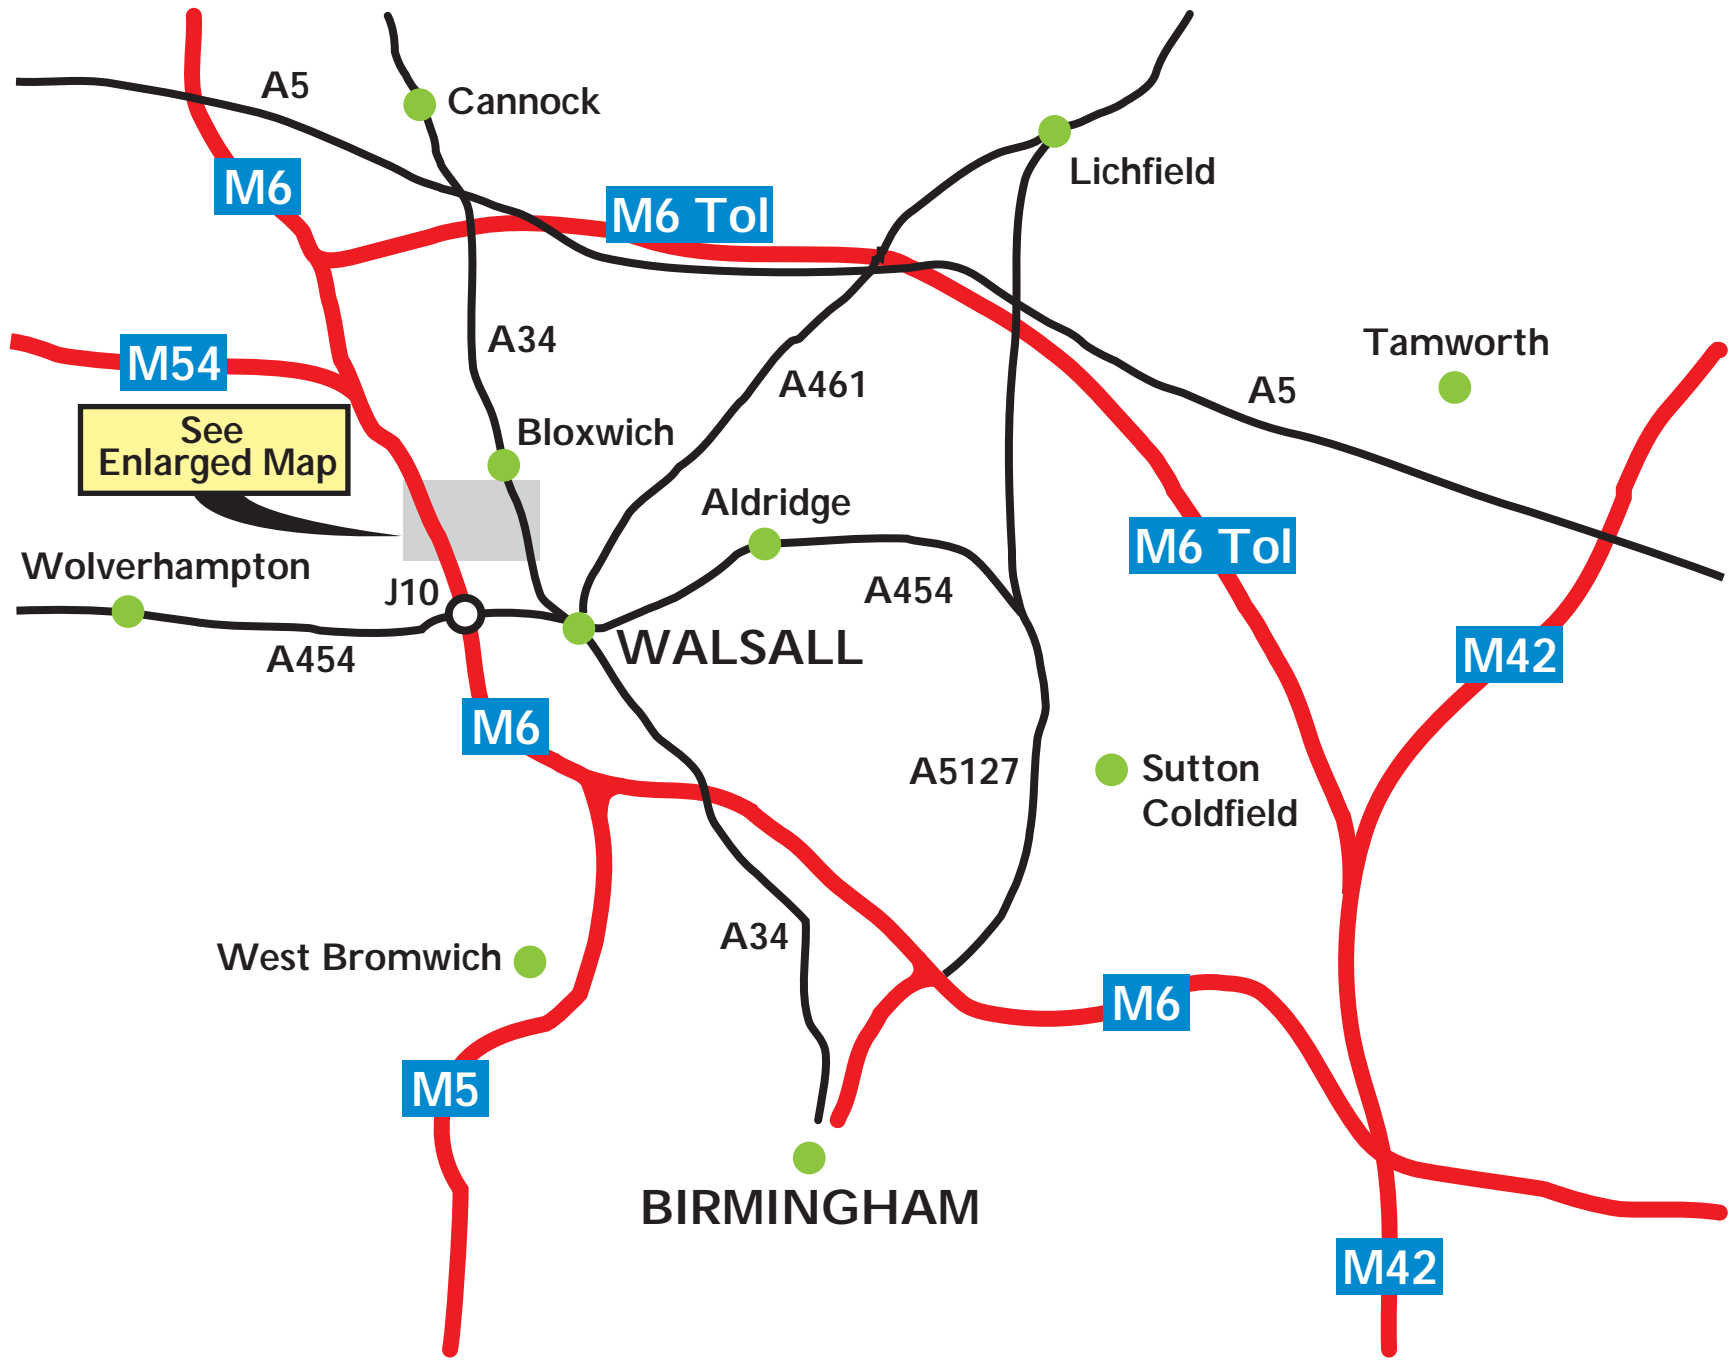 A5
Cannock
Lichfield
M6
M6 Tol
M54
A34
A461
Tamworth
A5
See
Enlarged Map
Bloxwich
Aldridge
M6 Tol
Wolverhampton
J10
A454
A454
WALSALL
M42
M6
A5127
Sutton
Coldfield
West Bromwich
A34
M6
M5
BIRMINGHAM
M42